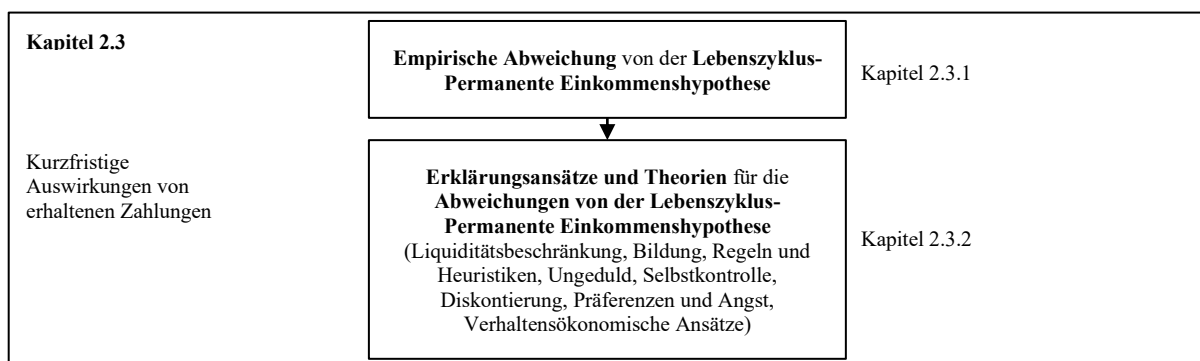 Kapitel 2.3
Empirische Abweichung von der Lebenszyklus-
Permanente Einkommenshypothese
Kapitel 2.3.1
Kurzfristige
Auswirkungen von
erhaltenen Zahlungen
Erklärungsansätze und Theorien für die
Abweichungen von der Lebenszyklus-
Permanente Einkommenshypothese
(Liquiditätsbeschränkung, Bildung, Regeln und
Heuristiken, Ungeduld, Selbstkontrolle,
Diskontierung, Präferenzen und Angst,
Verhaltensökonomische Ansätze)
Kapitel 2.3.2